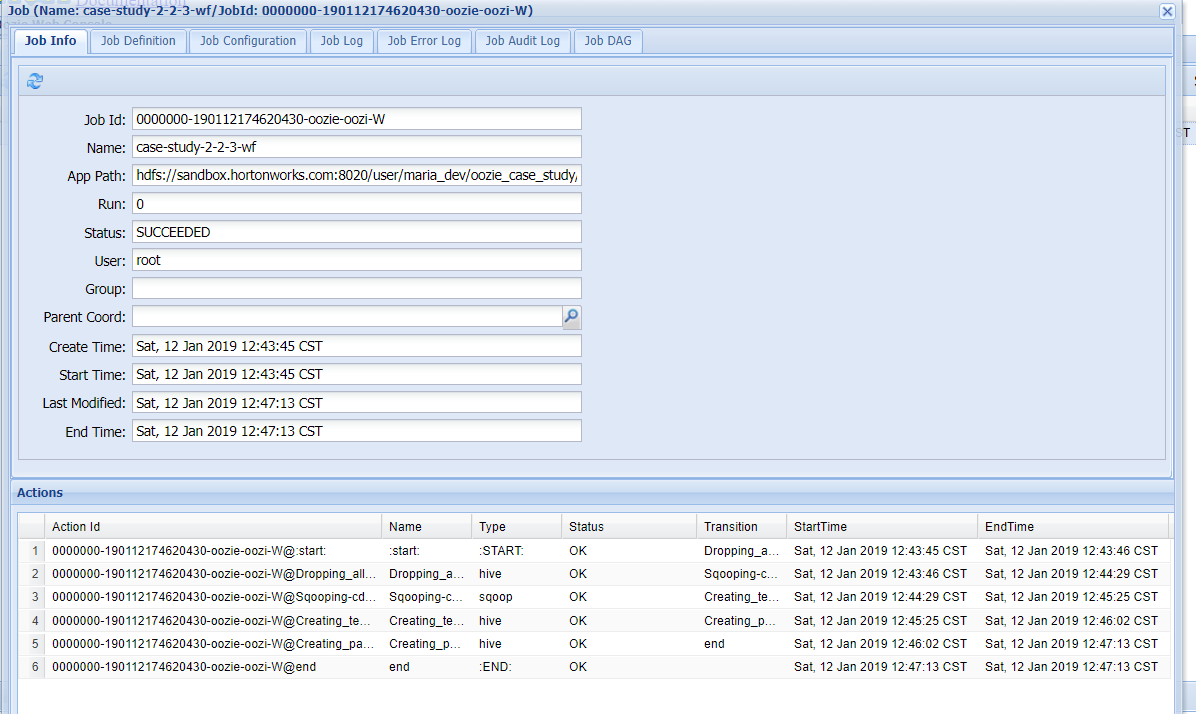 Documentation
Job (Name: case-study-2-2-3-wf/JobId: 0000000-190112174620430-oozie-oozi-W)
Job Info Job Definition Job Configuration Job Log Job Error Log Job Audit Log Job DAG
Job Id: 0000000-190112174620430-oozie-oozi-W
Name: case-study-2-2-3-wf
App Path: hdfs://sandbox.hortonworks.com:8020/user/maria_dev/oozie_case_study/
Run: 0
Status: SUCCEEDED
User: root
Group:
Parent Coord:
Create Time: Sat, 12 Jan 2019 12:43:45 CST
Start Time: Sat, 12 Jan 2019 12:43:45 CST
Last Modified: Sat, 12 Jan 2019 12:47:13 CST
End Time: Sat, 12 Jan 2019 12:47:13 CST
Actions
Action Id Name Type Status Transition StartTime EndTime
1 0000000-190112174620430-oozie-oozi-W@:start: :start: :START: OK Dropping_a... Sat, 12 Jan 2019 12:43:45 CST Sat, 12 Jan 2019 12:43:46 CST
2 0000000-190112174620430-oozie-oozi-W@Dropping_all... Dropping_a... hive OK Sqooping-c... Sat, 12 Jan 2019 12:43:46 CST Sat, 12 Jan 2019 12:44:29 CST
3 0000000-190112174620430-oozie-oozi-W@Sqooping-cd... Sqooping-c... sqoop OK Creating_te... Sat, 12 Jan 2019 12:44:29 CST Sat, 12 Jan 2019 12:45:25 CST
4 0000000-190112174620430-oozie-oozi-W@Creating_te... Creating_te... hive OK Creating_p... Sat, 12 Jan 2019 12:45:25 CST Sat, 12 Jan 2019 12:46:02 CST
5 0000000-190112174620430-oozie-oozi-W@Creating_pa... Creating_p... hive OK end Sat, 12 Jan 2019 12:46:02 CST Sat, 12 Jan 2019 12:47:13 CST
6 0000000-190112174620430-oozie-oozi-W@end end :END: OK Sat, 12 Jan 2019 12:47:13 CST Sat, 12 Jan 2019 12:47:13 CST